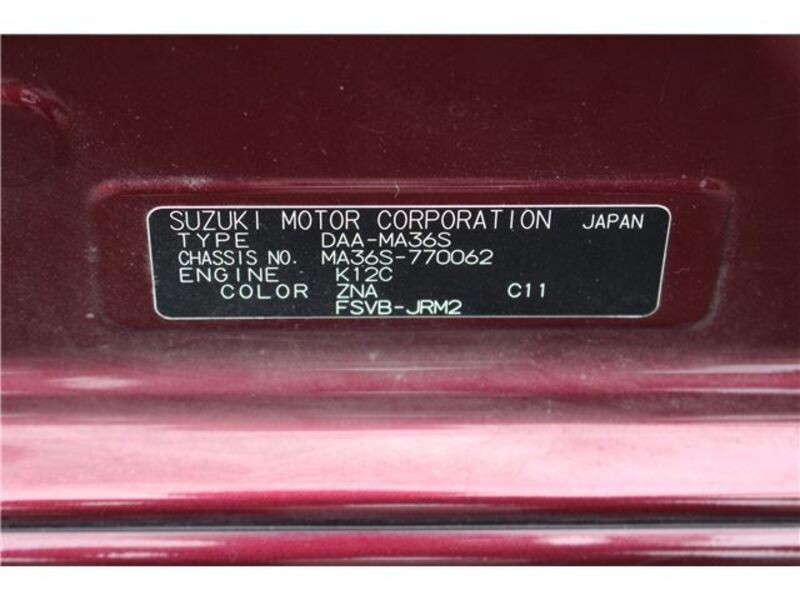 SUZUKI MOTOR CORPORATION JAPAN
TYPE DAA-MA36S
CHASSIS NO. MA36S-770062
ENGINE K12C
COLOR ZNA C11
FSVB-JRM2